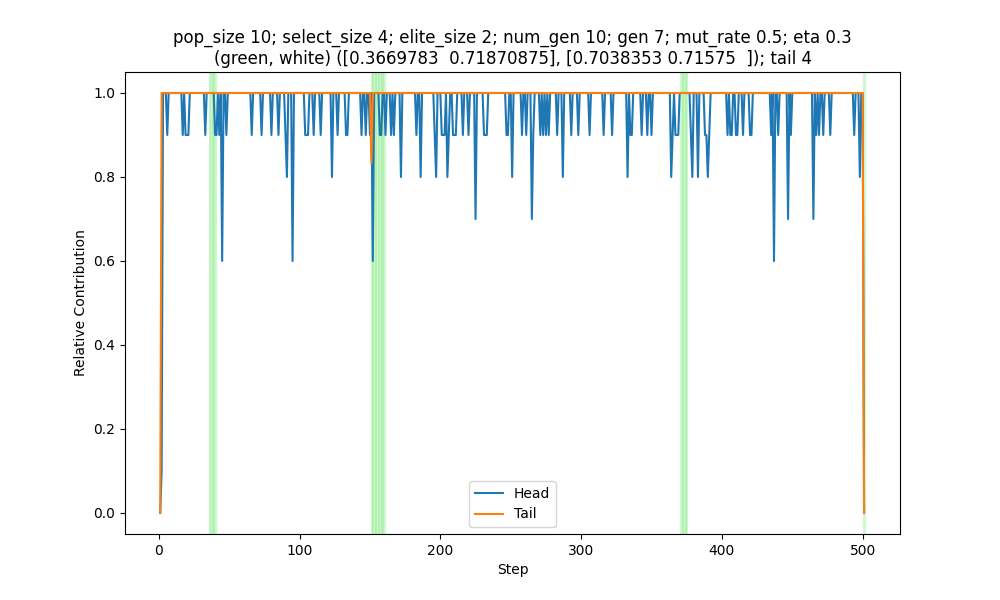 pop_size 10; select_size 4; elite_size 2; num_gen 10; gen 7; mut_rate 0.5; eta 0.3
(green, white) ([0.3669783  0.71870875], [0.7038353 0.71575  ]); tail 4
1.0
0.8
0.6
0.4
0.2
0.0
Relative Contribution
Head
Tail
0 100 200 300 400 500
Step